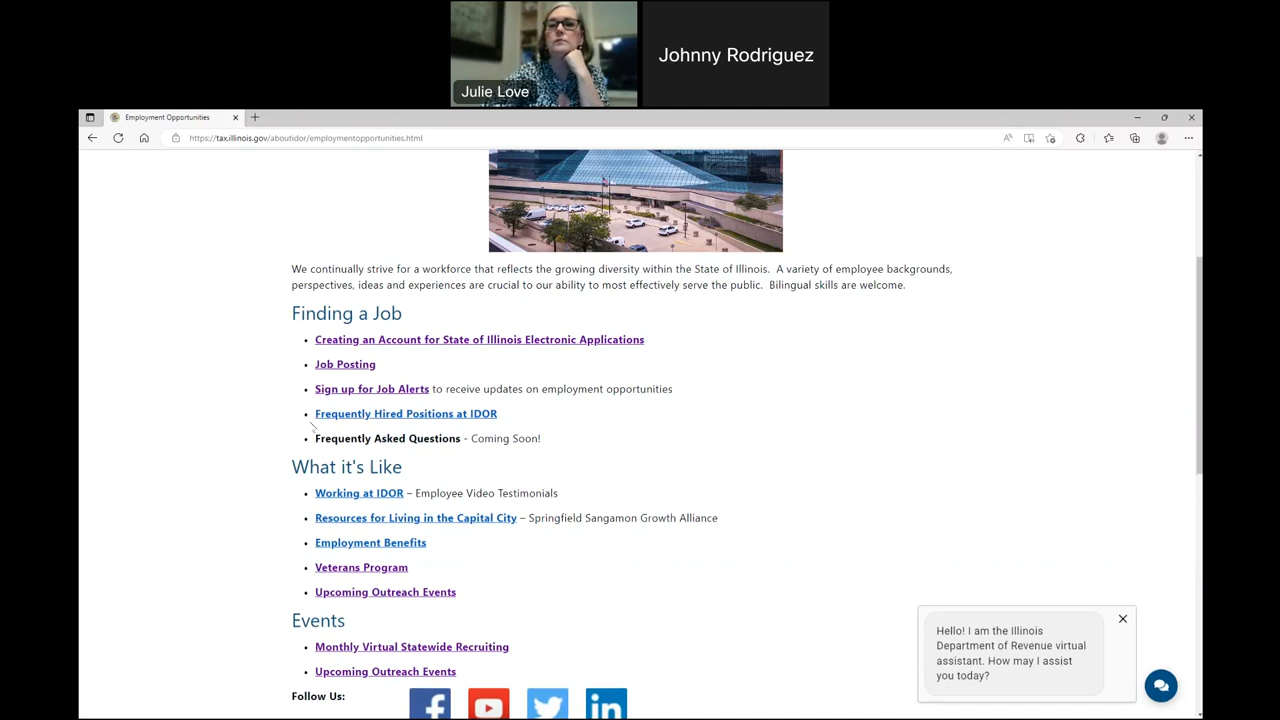 Johnny Rodriguez
Julie Love
Employment Opportunities
https://tax.illinois.gov/aboutidor/employmentopportunities.html
We continually strive for a workforce that reflects the growing diversity within the State of Illinois. A variety of employee backgrounds,
perspectives, ideas and experiences are crucial to our ability to most effectively serve the public. Bilingual skills are welcome.
Finding a Job
Creating an Account for State of Illinois Electronic Applications
Job Posting
Sign up for Job Alerts to receive updates on employment opportunities
Frequently Hired Positions at IDOR
Frequently Asked Questions - Coming Soon!
What it's Like
Working at IDOR – Employee Video Testimonials
Resources for Living in the Capital City – Springfield Sangamon Growth Alliance
Employment Benefits
Veterans Program
Upcoming Outreach Events
Events
Monthly Virtual Statewide Recruiting
Upcoming Outreach Events
Follow Us:
Hello! I am the Illinois
Department of Revenue virtual
assistant. How may I assist
you today?